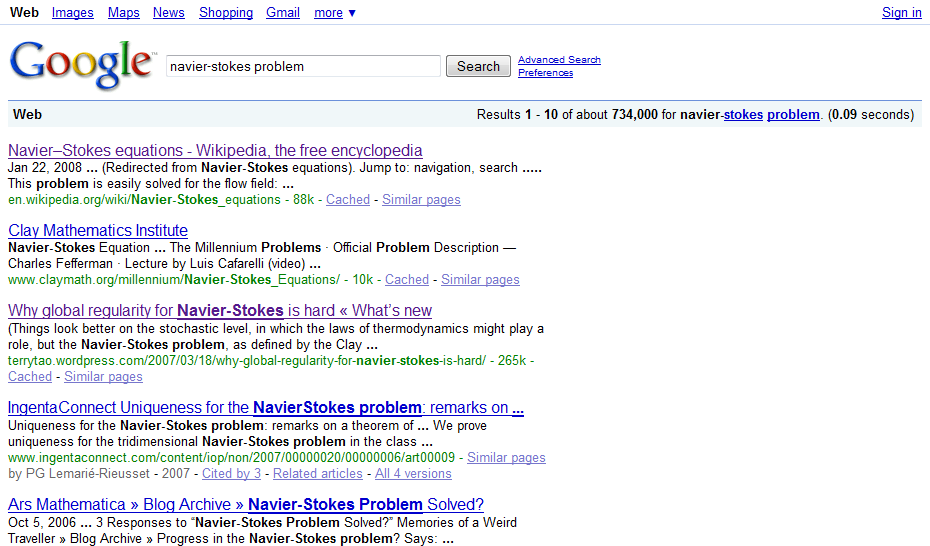 Web Images Maps News Shopping Gmail more ▼ Sign in
Google™ navier-stokes problem Search Advanced Search
Preferences
Web Results 1 - 10 of about 734,000 for navier-stokes problem. (0.09 seconds)
Navier–Stokes equations - Wikipedia, the free encyclopedia
Jan 22, 2008 ... (Redirected from Navier-Stokes equations). Jump to: navigation, search .....
This problem is easily solved for the flow field: ...
en.wikipedia.org/wiki/Navier-Stokes_equations - 88k - Cached - Similar pages
Clay Mathematics Institute
Navier-Stokes Equation ... The Millennium Problems · Official Problem Description —
Charles Fefferman · Lecture by Luis Cafarelli (video) ...
www.claymath.org/millennium/Navier-Stokes_Equations/ - 10k - Cached - Similar pages
Why global regularity for Navier-Stokes is hard « What's new
(Things look better on the stochastic level, in which the laws of thermodynamics might play a
role, but the Navier-Stokes problem, as defined by the Clay ...
terrytao.wordpress.com/2007/03/18/why-global-regularity-for-navier-stokes-is-hard/ - 265k -
Cached - Similar pages
IngentaConnect Uniqueness for the NavierStokes problem: remarks on ...
Uniqueness for the Navier-Stokes problem: remarks on a theorem of ... We prove
uniqueness for the tridimensional Navier-Stokes problem in the class ...
www.ingentaconnect.com/content/iop/non/2007/00000020/00000006/art00009 - Similar pages
by PG Lemarié-Rieusset - 2007 - Cited by 3 - Related articles - All 4 versions
Ars Mathematica » Blog Archive » Navier-Stokes Problem Solved?
Oct 5, 2006 ... 3 Responses to “Navier-Stokes Problem Solved?” Memories of a Weird
Traveller » Blog Archive » Progress in the Navier-Stokes problem? Says: ...